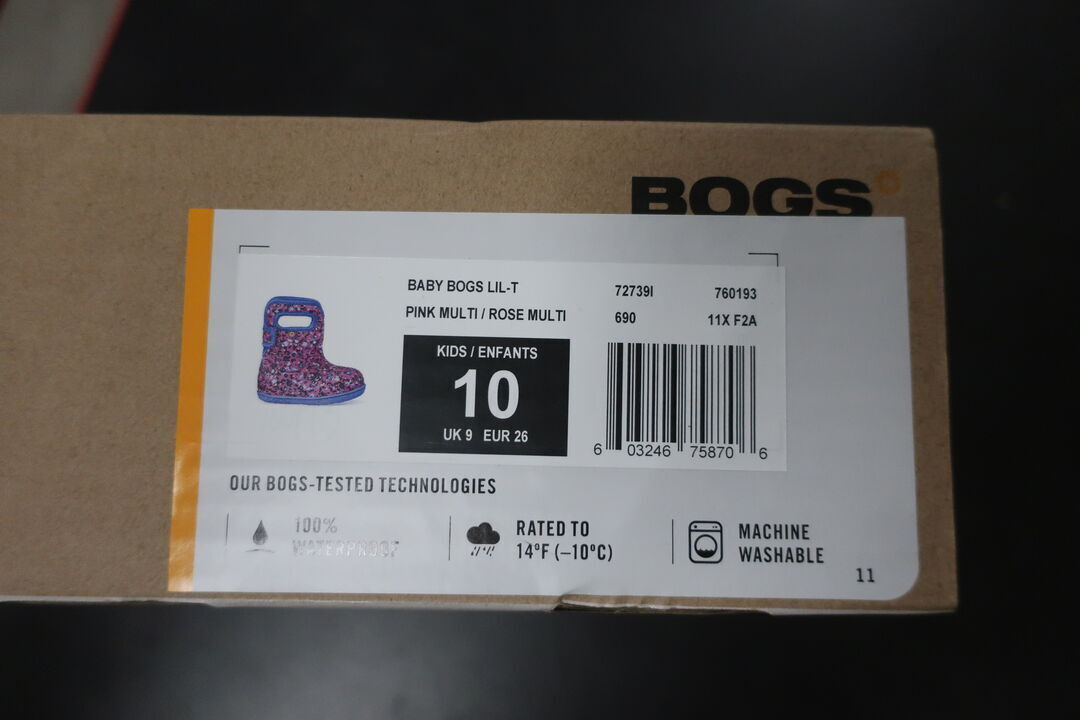 BOGS
BABY BOGS LIL-T
PINK MULTI / ROSE MULTI
72739I 760193
690 11X F2A
KIDS / ENFANTS
10
UK 9 EUR 26
6 03246 75870 6
OUR BOGS-TESTED TECHNOLOGIES
100%
WATERPROOF
RATED TO
14°F (–10°C)
MACHINE
WASHABLE
11